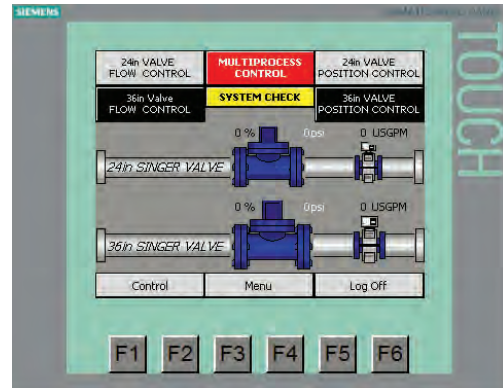 SIEMENS
TOUCH
24in VALVE
FLOW CONTROL
MULTIPROCESS
CONTROL
24in VALVE
POSITION CONTROL
36in Valve
FLOW CONTROL
SYSTEM CHECK
36in VALVE
POSITION CONTROL
0 % 0psi 0 USGPM
24in SINGER VALVE
0 % 0psi 0 USGPM
36in SINGER VALVE
Control Menu Log Off
F1 F2 F3 F4 F5 F6